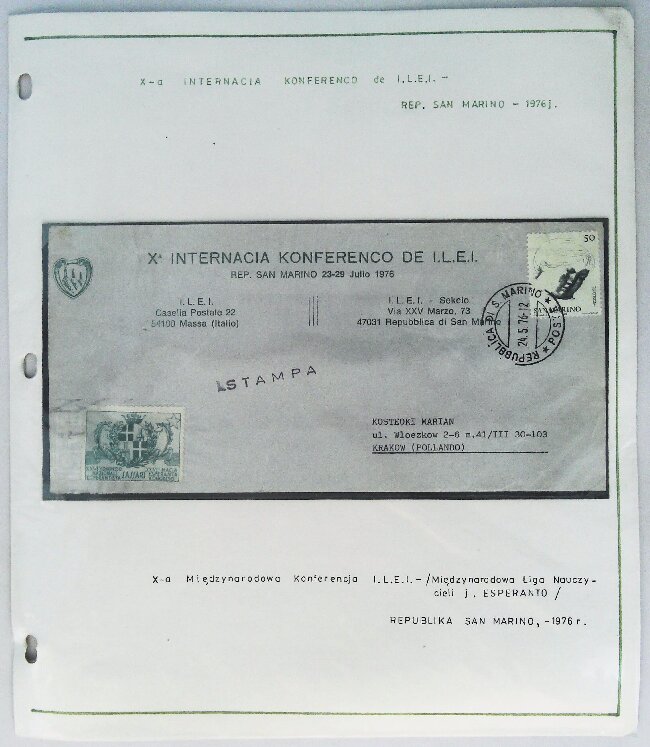 X-a INTERNACIA KONFERENCO de I.L.E.I. -
REP. SAN MARINO - 1976 j.
Xª INTERNACIA KONFERENCO DE I.L.E.I.
REP. SAN MARINO 23-29 Julio 1976
I. L. E. I.
Casella Postale 22
54100 Massa (Italio)
I. L. E. I. - Sekcio
Via XXV Marzo, 73
47031 Repubblica di San Marino
50
SAN MARINO
REPUBBLICA DI S. MARINO * POSTE *
24.5.76-12
STAMPA
KOSTECKI MARIAN
ul. Wloczkow 2-6 m.41/III 30-103
KRAKOW (POLLANDO)
X-a Międzynarodowa Konferencja I.L.E.I. - /Międzynarodowa Liga Nauczy-
cieli j. ESPERANTO /
REPUBLIKA SAN MARINO, -1976 r.